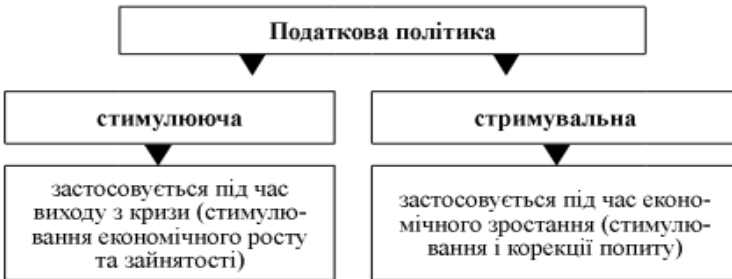 Податкова політика
стимулююча
стримувальна
застосовується під час
виходу з кризи (стимулю-
вання економічного росту
та зайнятості)
застосовується під час еконо-
мічного зростання (стимулю-
вання і корекції попиту)